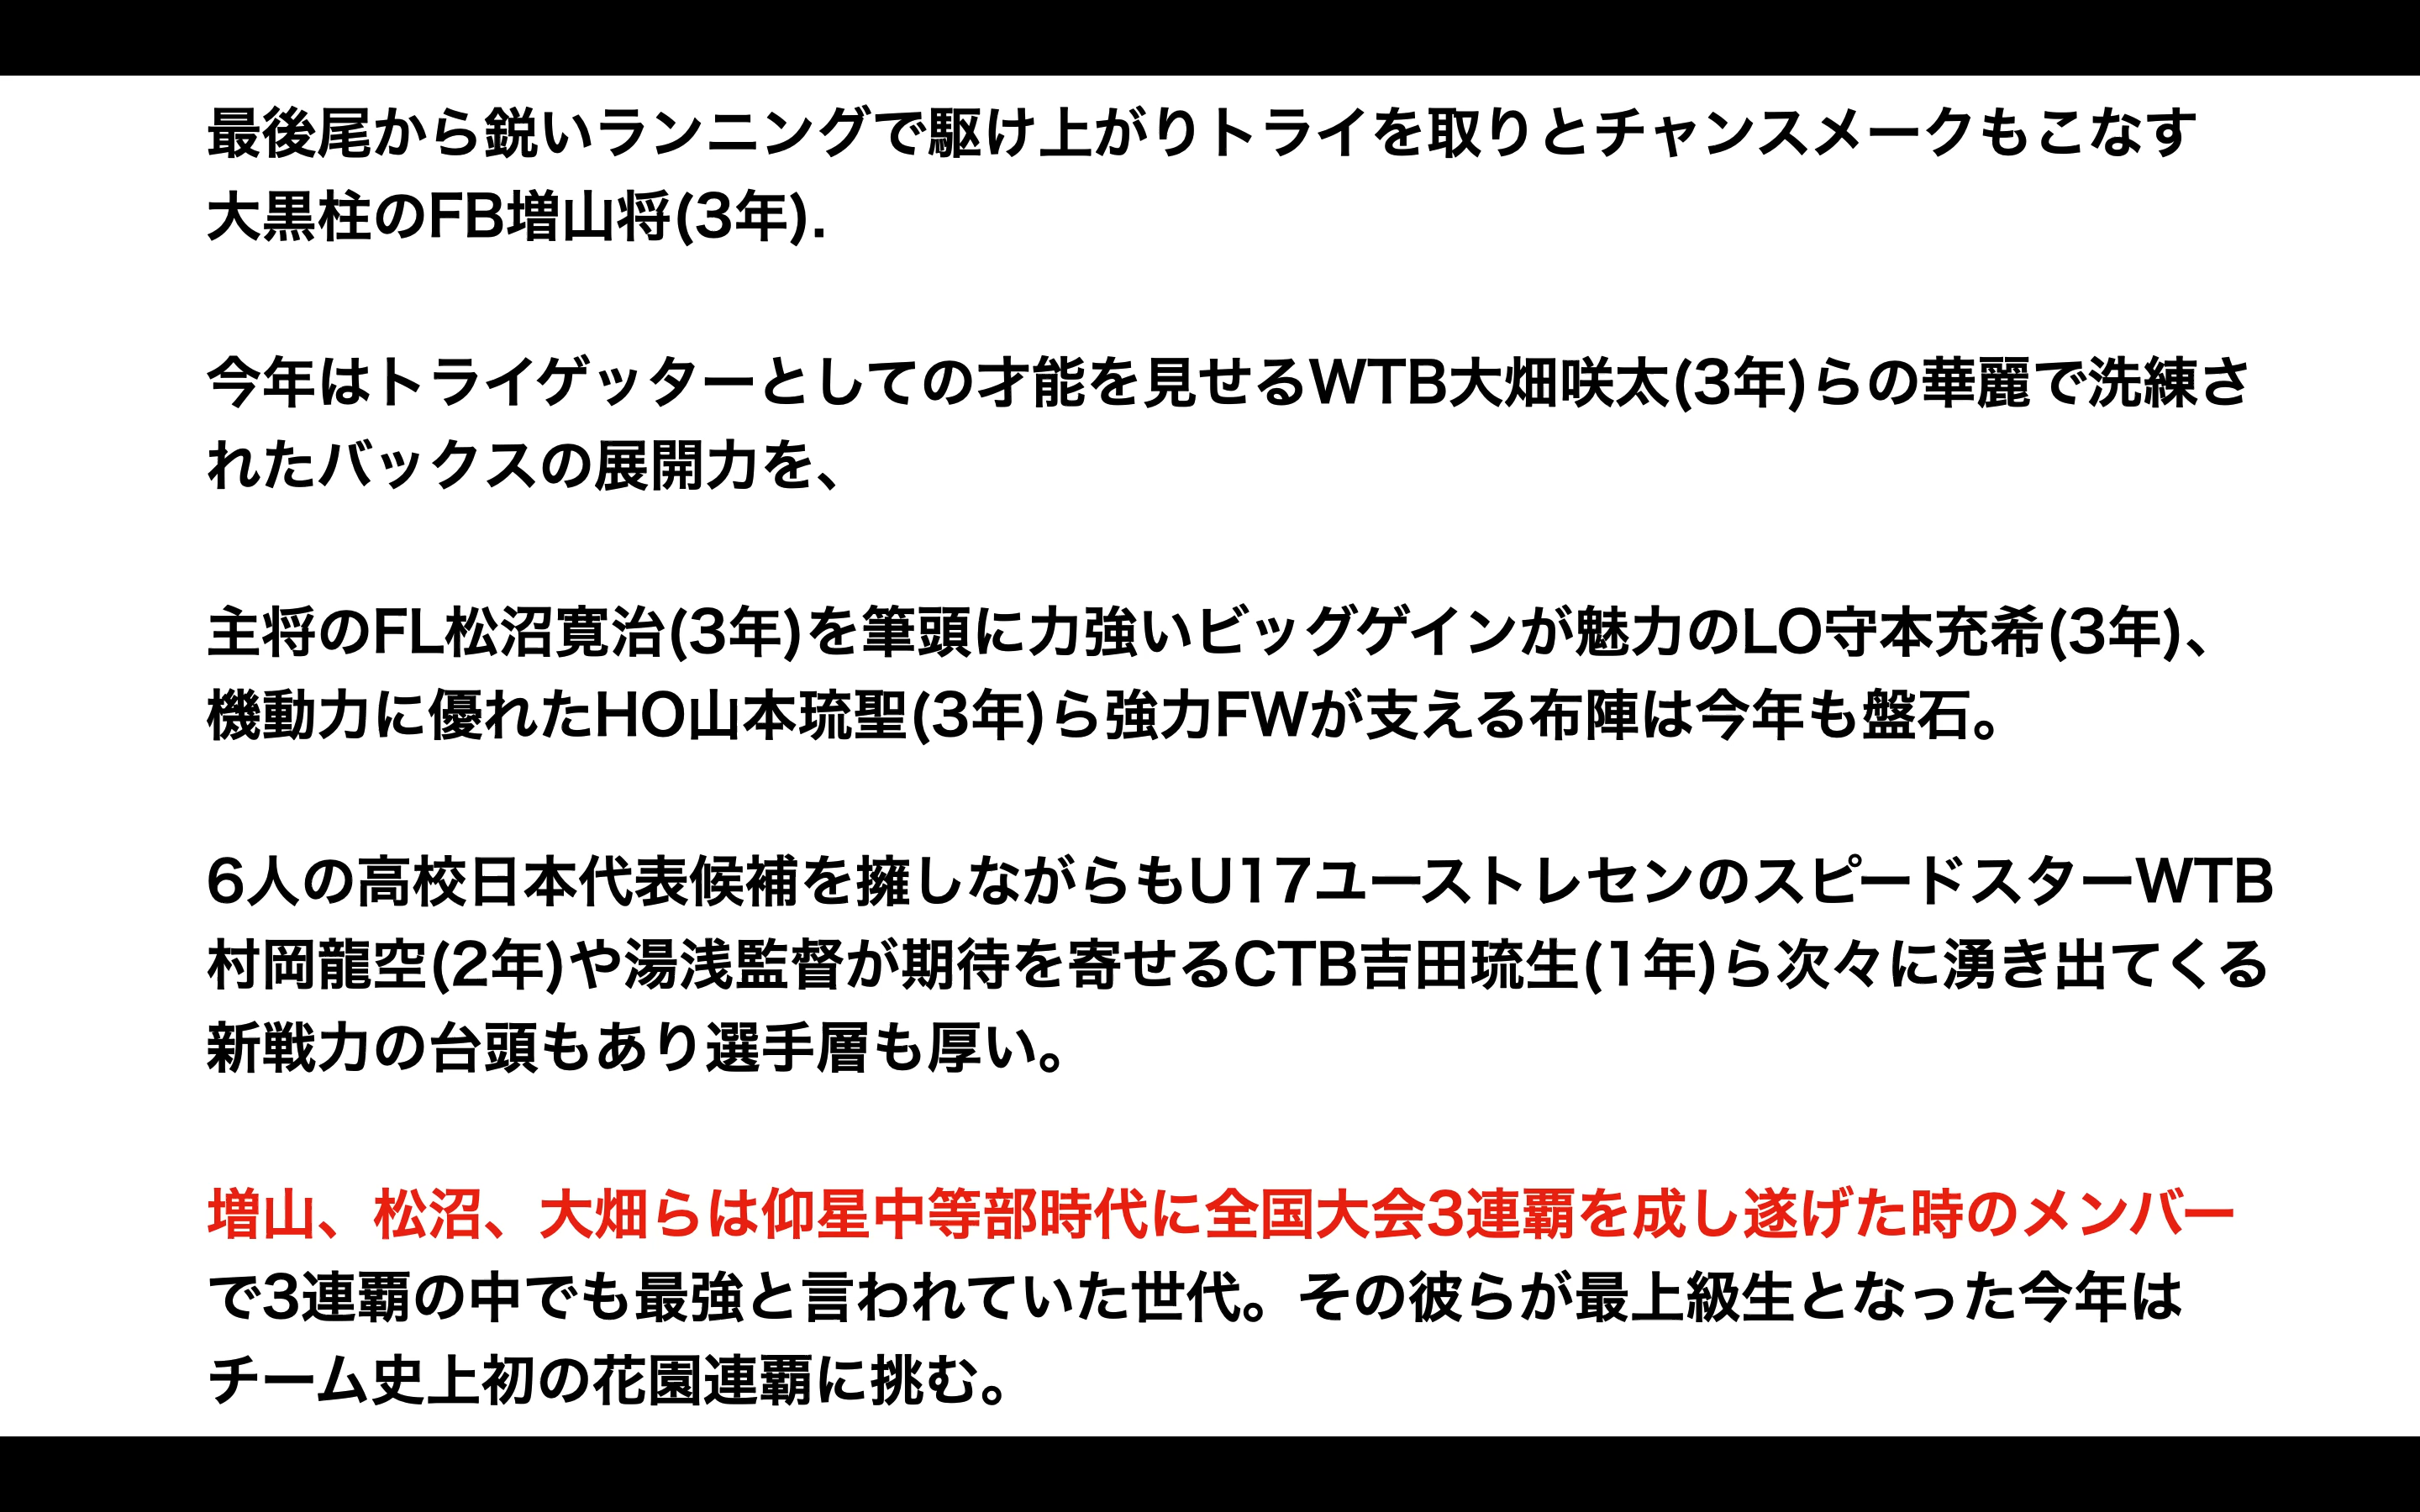 最後尾から鋭いランニングで駆け上がりトライを取りとチャンスメークもこなす
大黒柱のFB増山将(3年).
今年はトライゲッターとしての才能を見せるWTB大畑咲太(3年)らの華麗で洗練さ
れたバックスの展開力を、
主将のFL松沼寛治(3年)を筆頭に力強いビッグゲインが魅力のLO守本充希(3年)、
機動力に優れたHO山本琉聖(3年)ら強力FWが支える布陣は今年も盤石。
6人の高校日本代表候補を擁しながらもU17ユーストレセンのスピードスターWTB
村岡龍空(2年)や湯浅監督が期待を寄せるCTB吉田琉生(1年)ら次々に湧き出てくる
新戦力の台頭もあり選手層も厚い。
増山、松沼、大畑らは仰星中等部時代に全国大会3連覇を成し遂げた時のメンバー
で3連覇の中でも最強と言われていた世代。その彼らが最上級生となった今年は
チーム史上初の花園連覇に挑む。